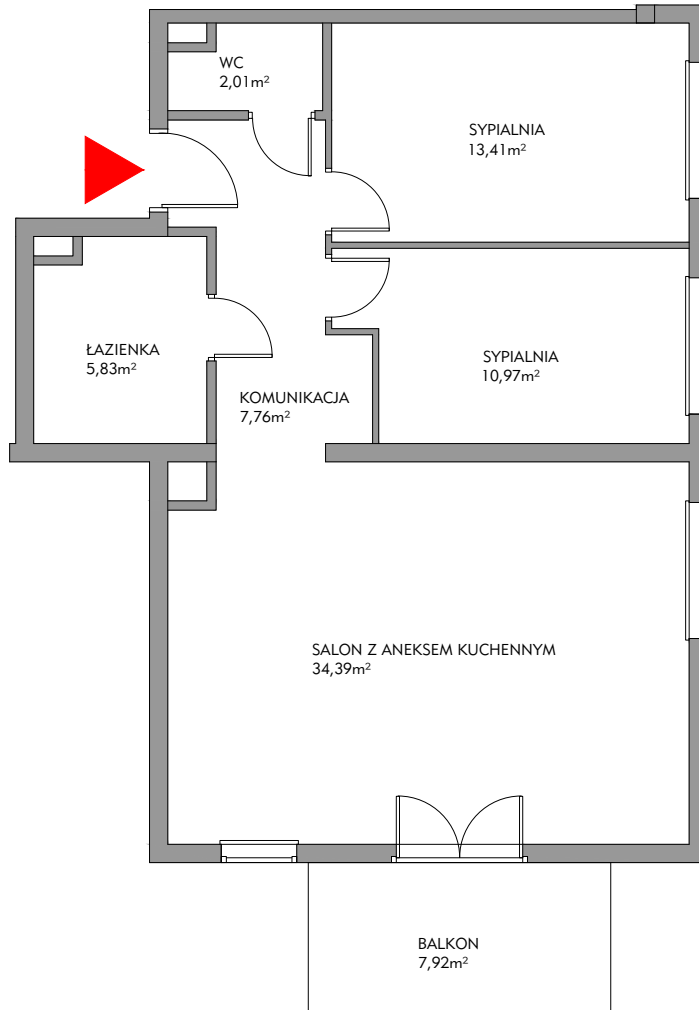 WC
2,01m²
SYPIALNIA
13,41m²
ŁAZIENKA
5,83m²
SYPIALNIA
10,97m²
KOMUNIKACJA
7,76m²
SALON Z ANEKSEM KUCHENNYM
34,39m²
BALKON
7,92m²